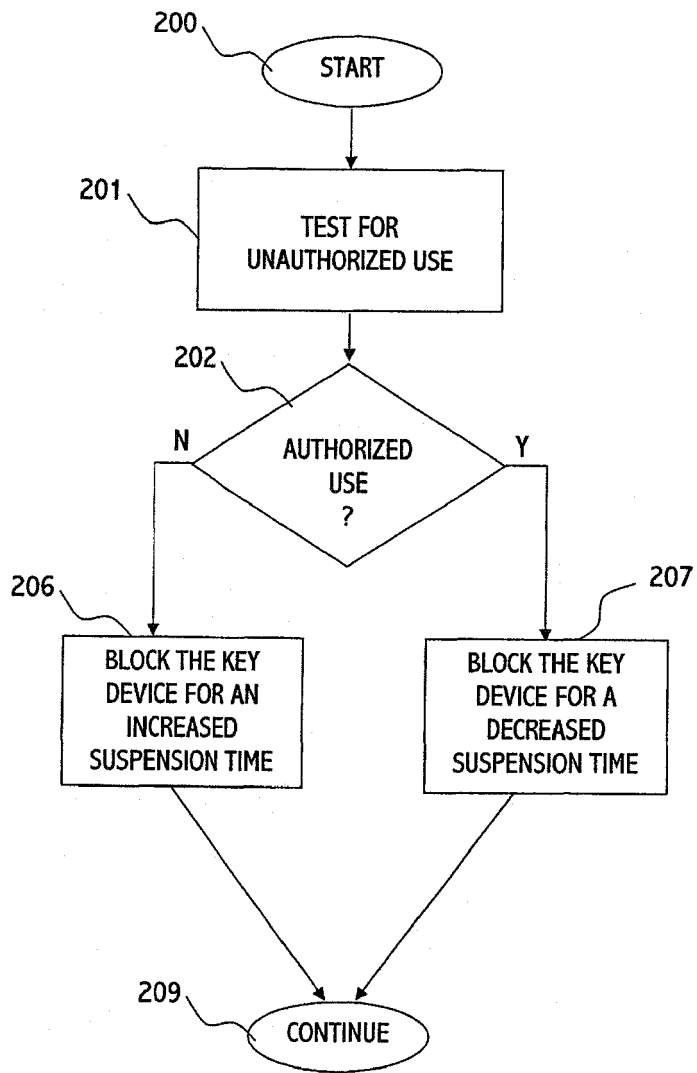 200
START
201
TEST FOR
UNAUTHORIZED USE
202
N
AUTHORIZED
USE
?
Y
206
207
BLOCK THE KEY
DEVICE FOR AN
INCREASED
SUSPENSION TIME
BLOCK THE KEY
DEVICE FOR A
DECREASED
SUSPENSION TIME
209
CONTINUE